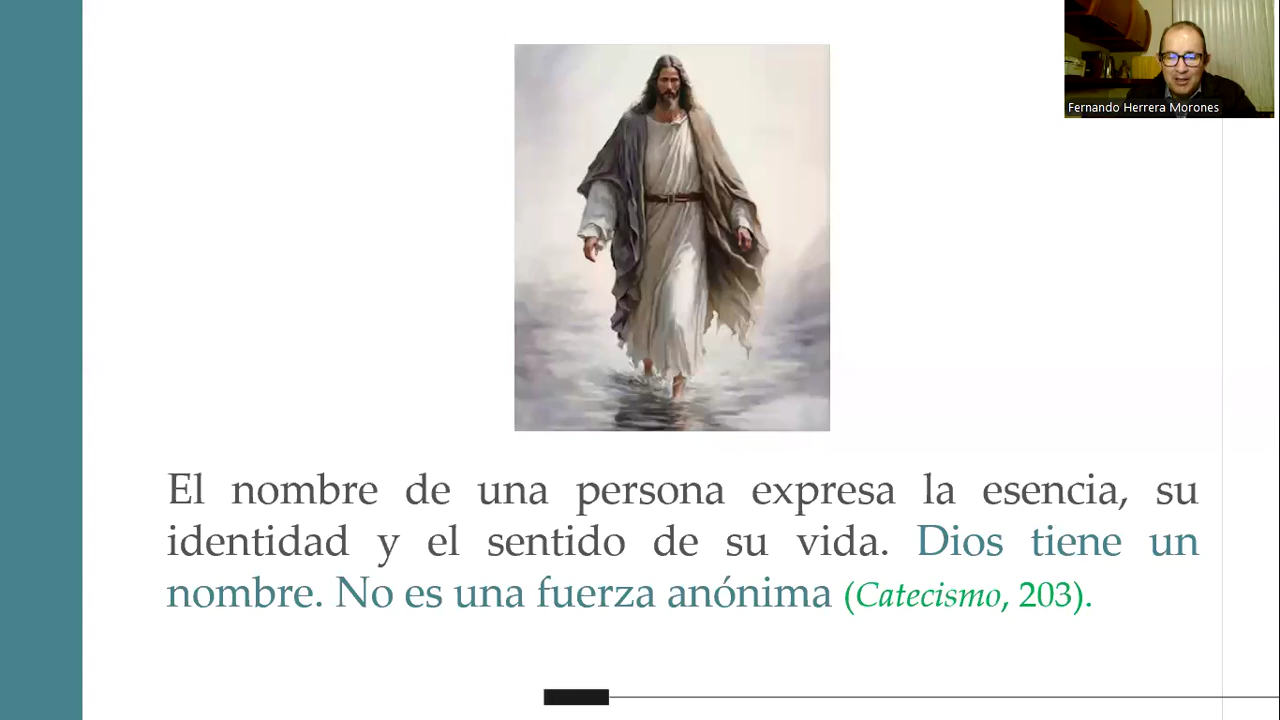 Fernando Herrera Morones
El nombre de una persona expresa la esencia, su
identidad y el sentido de su vida. Dios tiene un
nombre. No es una fuerza anónima (Catecismo, 203).